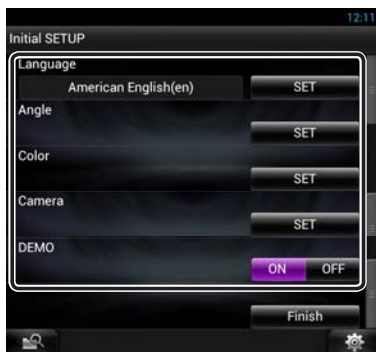 12:11
Initial SETUP
Language
American English(en) SET
Angle
SET
Color
SET
Camera
SET
DEMO
ON OFF
Finish